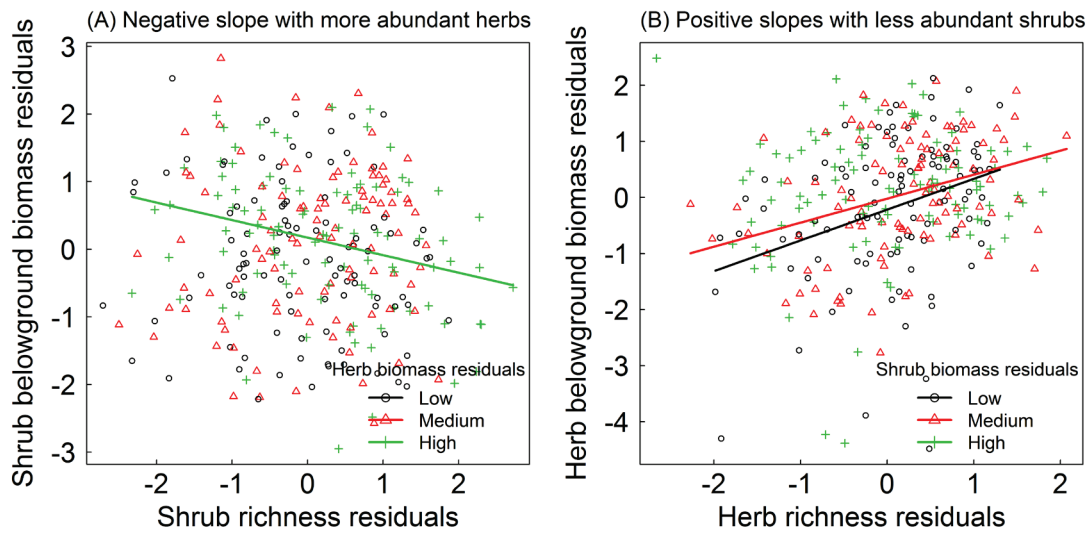 (A) Negative slope with more abundant herbs
Shrub belowground biomass residuals
3
2
1
0
-1
-2
-3
Herb biomass residuals
Low
Medium
High
-2
-1
0
1
2
Shrub richness residuals
(B) Positive slopes with less abundant shrubs
Herb belowground biomass residuals
2
1
0
-1
-2
-3
-4
Shrub biomass residuals
Low
Medium
High
-2
-1
0
1
2
Herb richness residuals